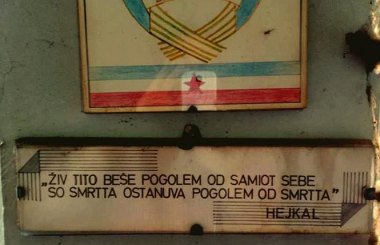 „ŽIV TITO BEŠE POGOLEM OD SAMIOT SEBE
SO SMRTTA OSTANUVA POGOLEM OD SMRTTA”
HEJKAL